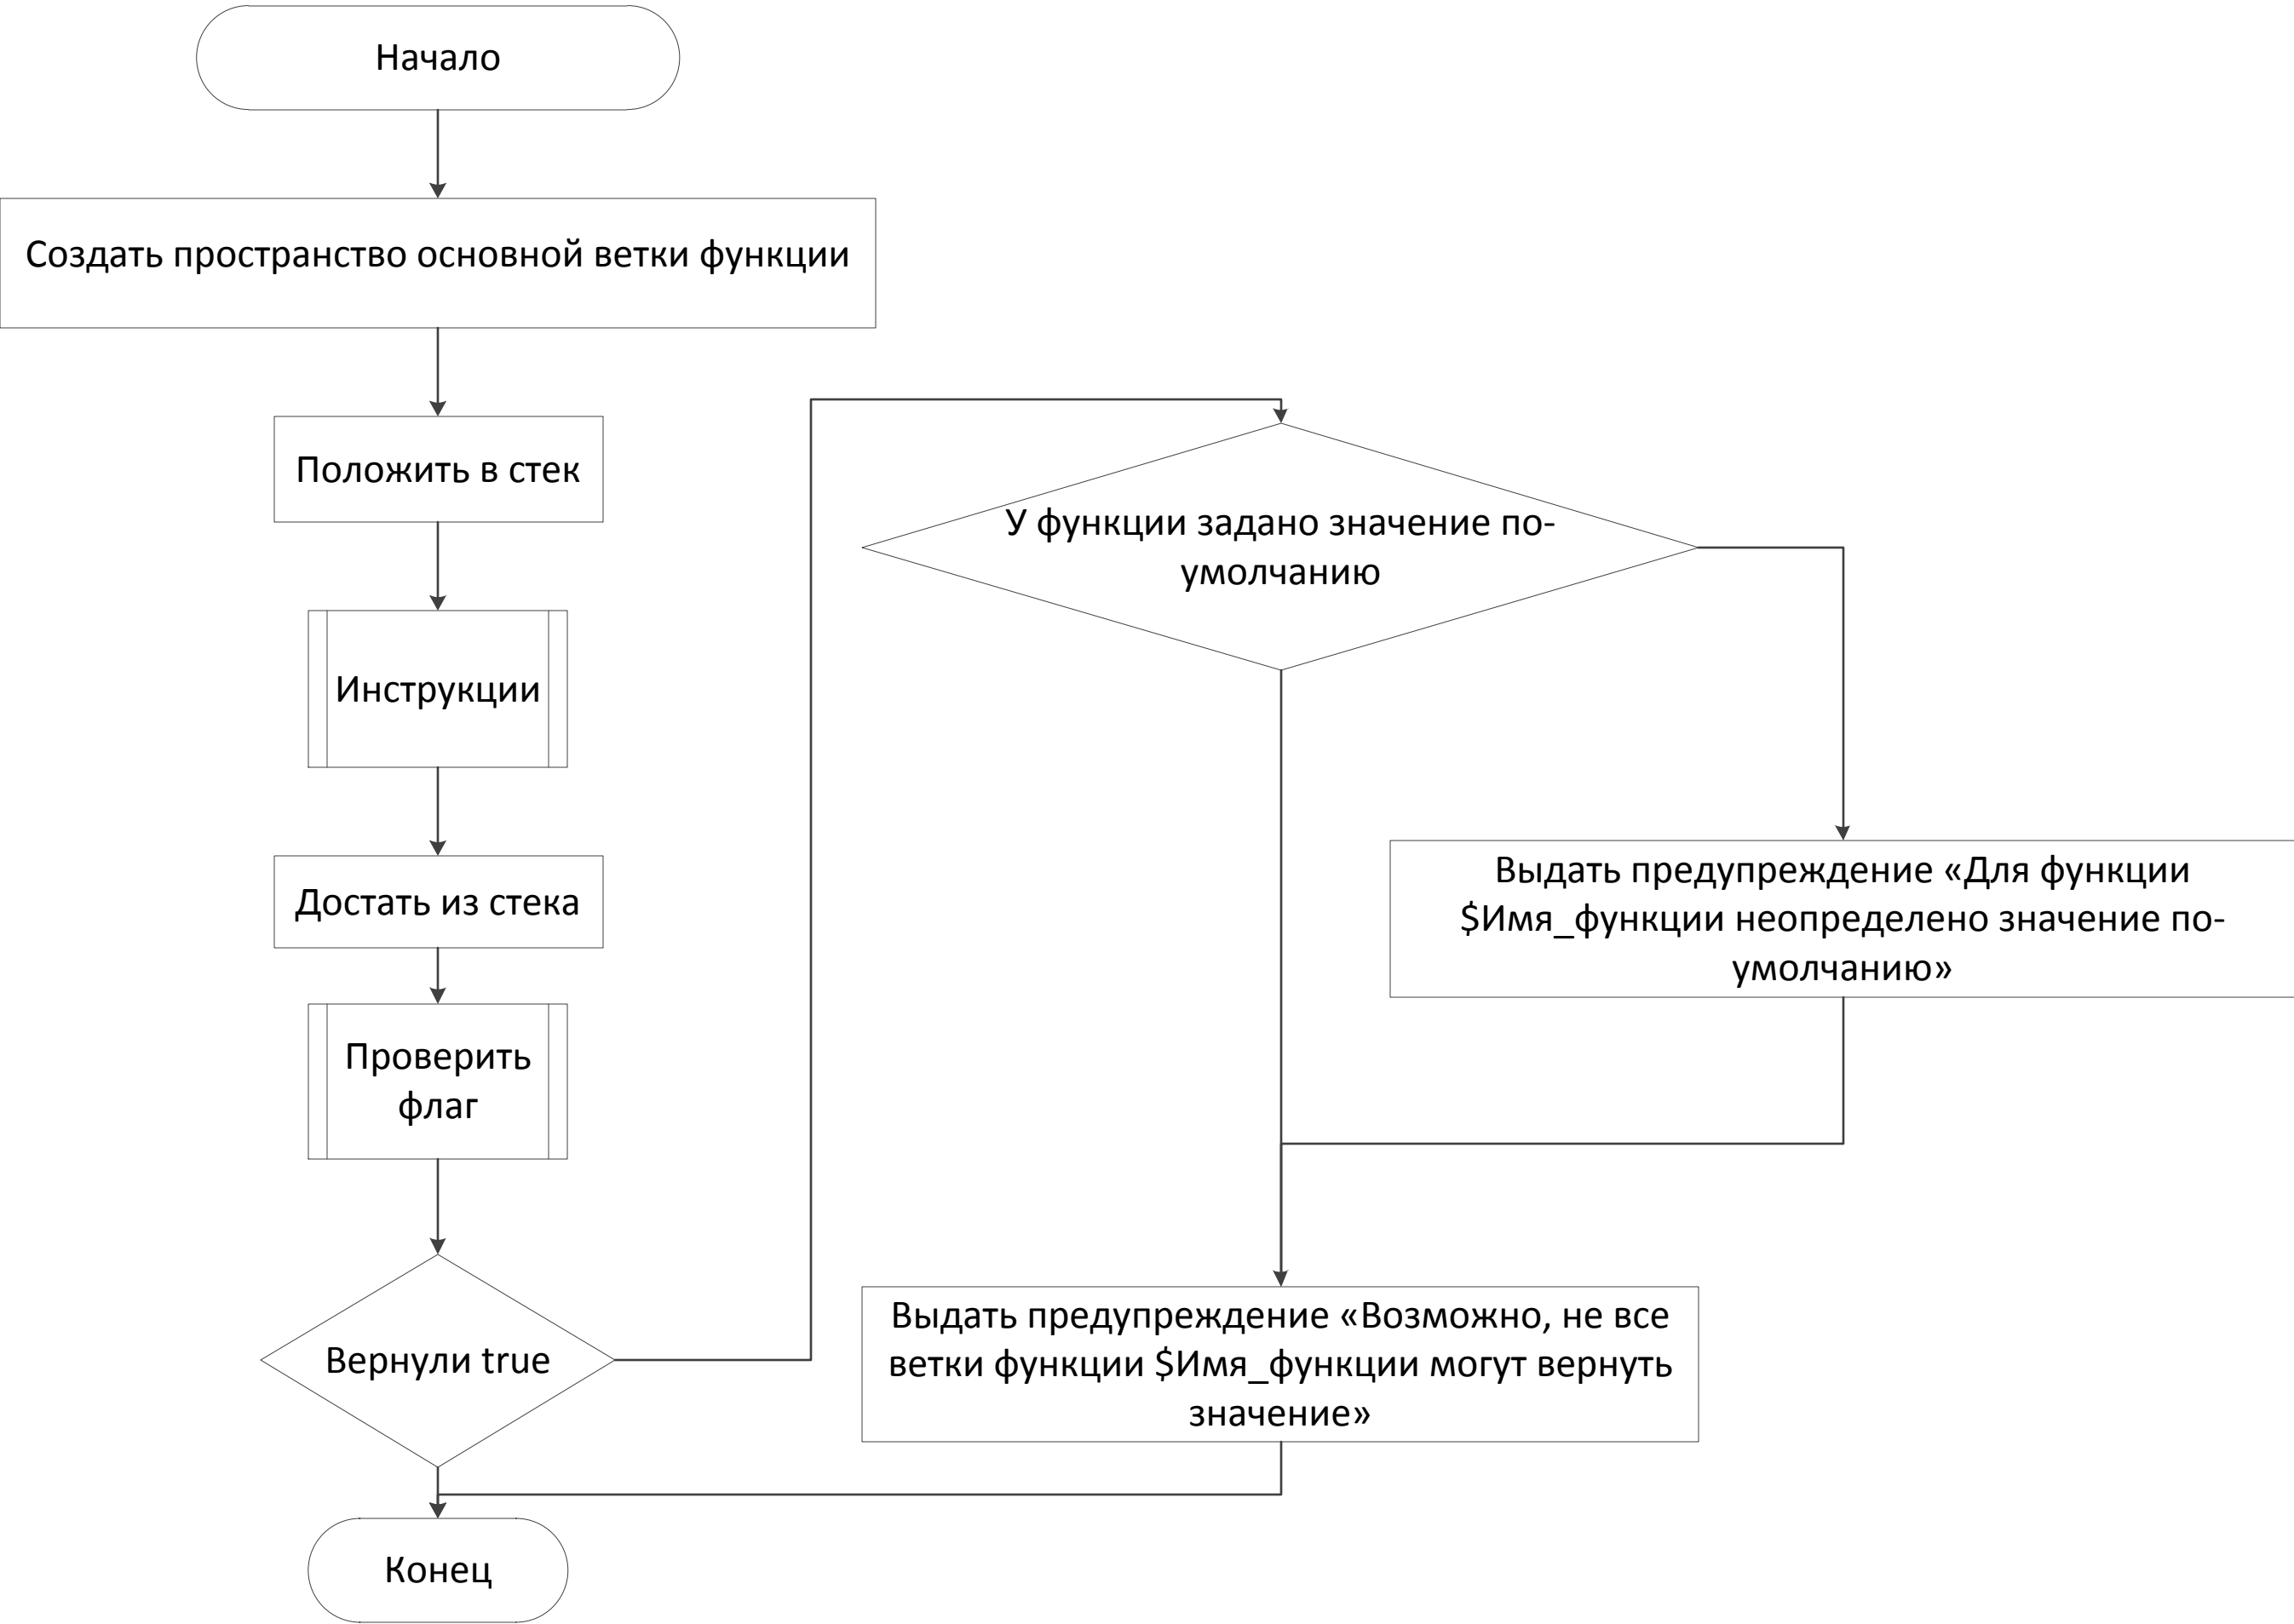 Начало
Создать пространство основной ветки функции
Положить в стек
Инструкции
Достать из стека
Проверить
флаг
Вернули true
У функции задано значение по-
умолчанию
Выдать предупреждение «Для функции
$Имя_функции неопределено значение по-
умолчанию»
Выдать предупреждение «Возможно, не все
ветки функции $Имя_функции могут вернуть
значение»
Конец